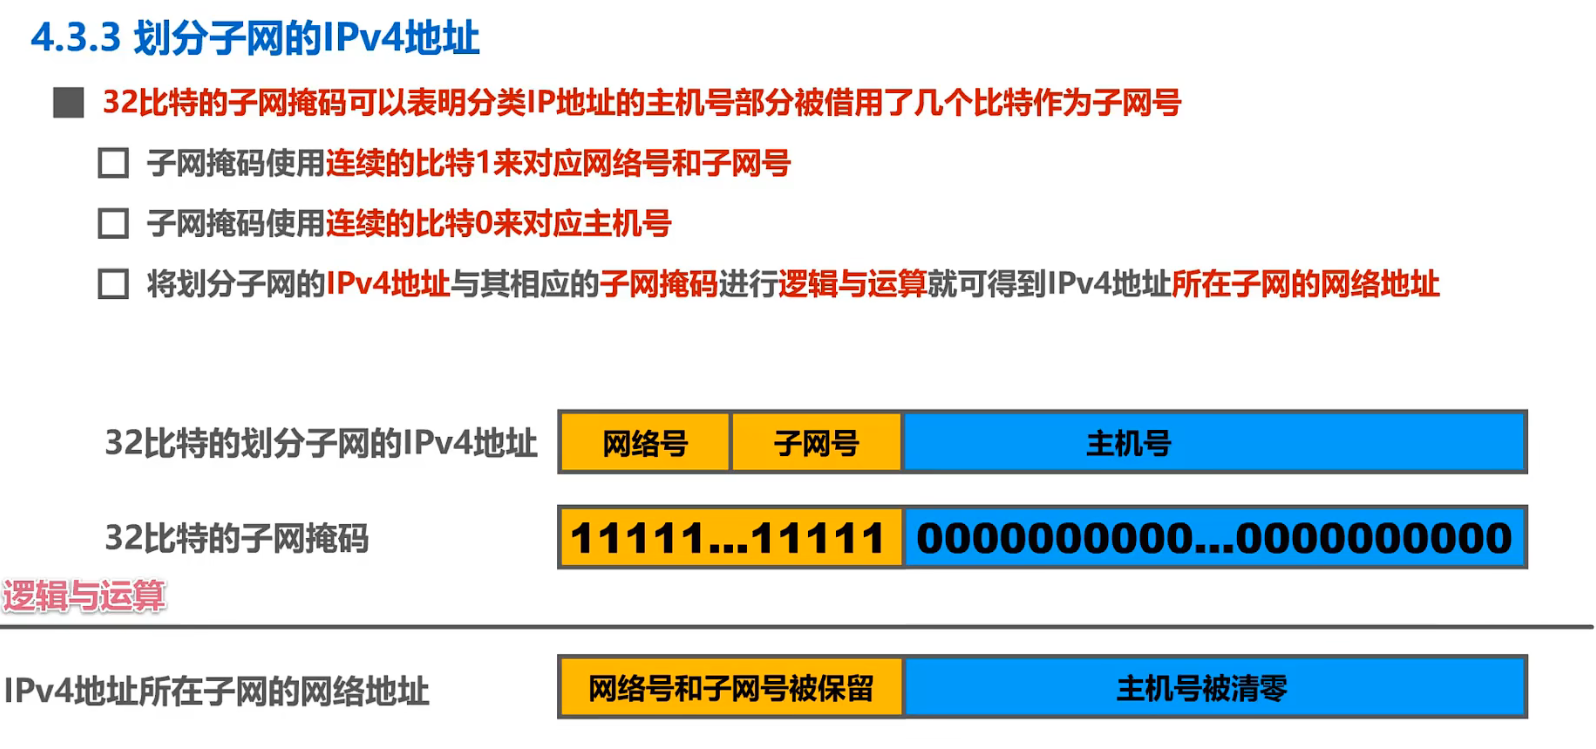 4.3.3 划分子网的IPv4地址
32比特的子网掩码可以表明分类IP地址的主机号部分被借用了几个比特作为子网号
子网掩码使用连续的比特1来对应网络号和子网号
子网掩码使用连续的比特0来对应主机号
将划分子网的IPv4地址与其相应的子网掩码进行逻辑与运算就可得到IPv4地址所在子网的网络地址
32比特的划分子网的IPv4地址 网络号 子网号 主机号
32比特的子网掩码 11111...11111 0000000000...0000000000
逻辑与运算
IPv4地址所在子网的网络地址 网络号和子网号被保留 主机号被清零